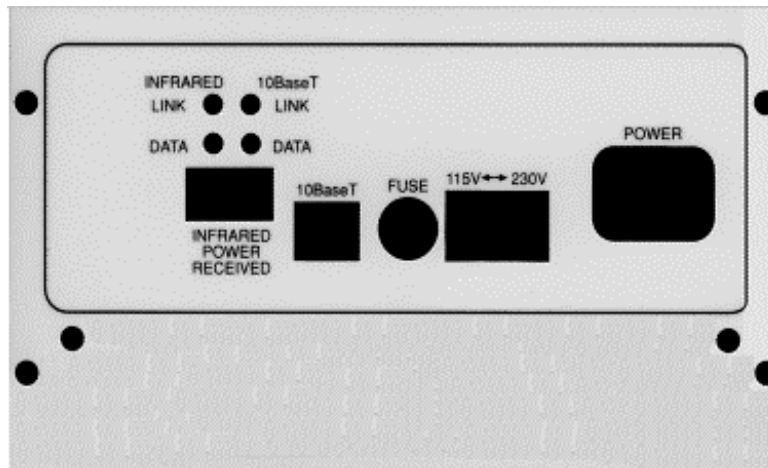 INFRARED 10BaseT
LINK LINK
DATA DATA
POWER
10BaseT
FUSE
115V↔230V
INFRARED
POWER
RECEIVED